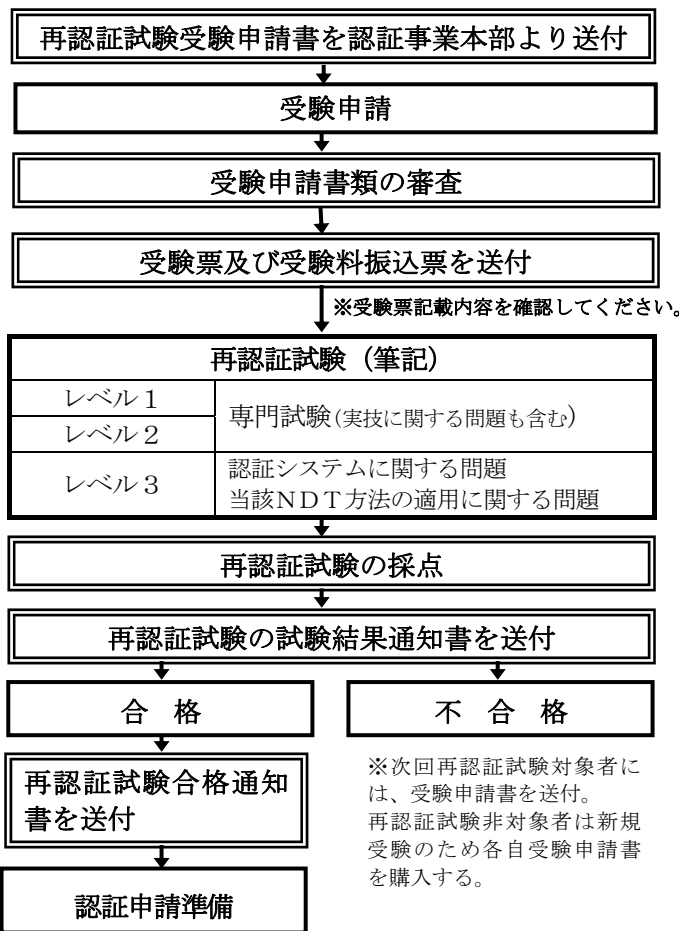 再認証試験受験申請書を認証事業本部より送付
受験申請
受験申請書類の審査
受験票及び受験料振込票を送付
※受験票記載内容を確認してください。
再認証試験（筆記）
レベル１
専門試験(実技に関する問題も含む)
レベル２
レベル３
認証システムに関する問題
当該ＮＤＴ方法の適用に関する問題
再認証試験の採点
再認証試験の試験結果通知書を送付
合　格
不　合　格
再認証試験合格通知
書を送付
※次回再認証試験対象者に
は、受験申請書を送付。
再認証試験非対象者は新規
受験のため各自受験申請書
を購入する。
認証申請準備